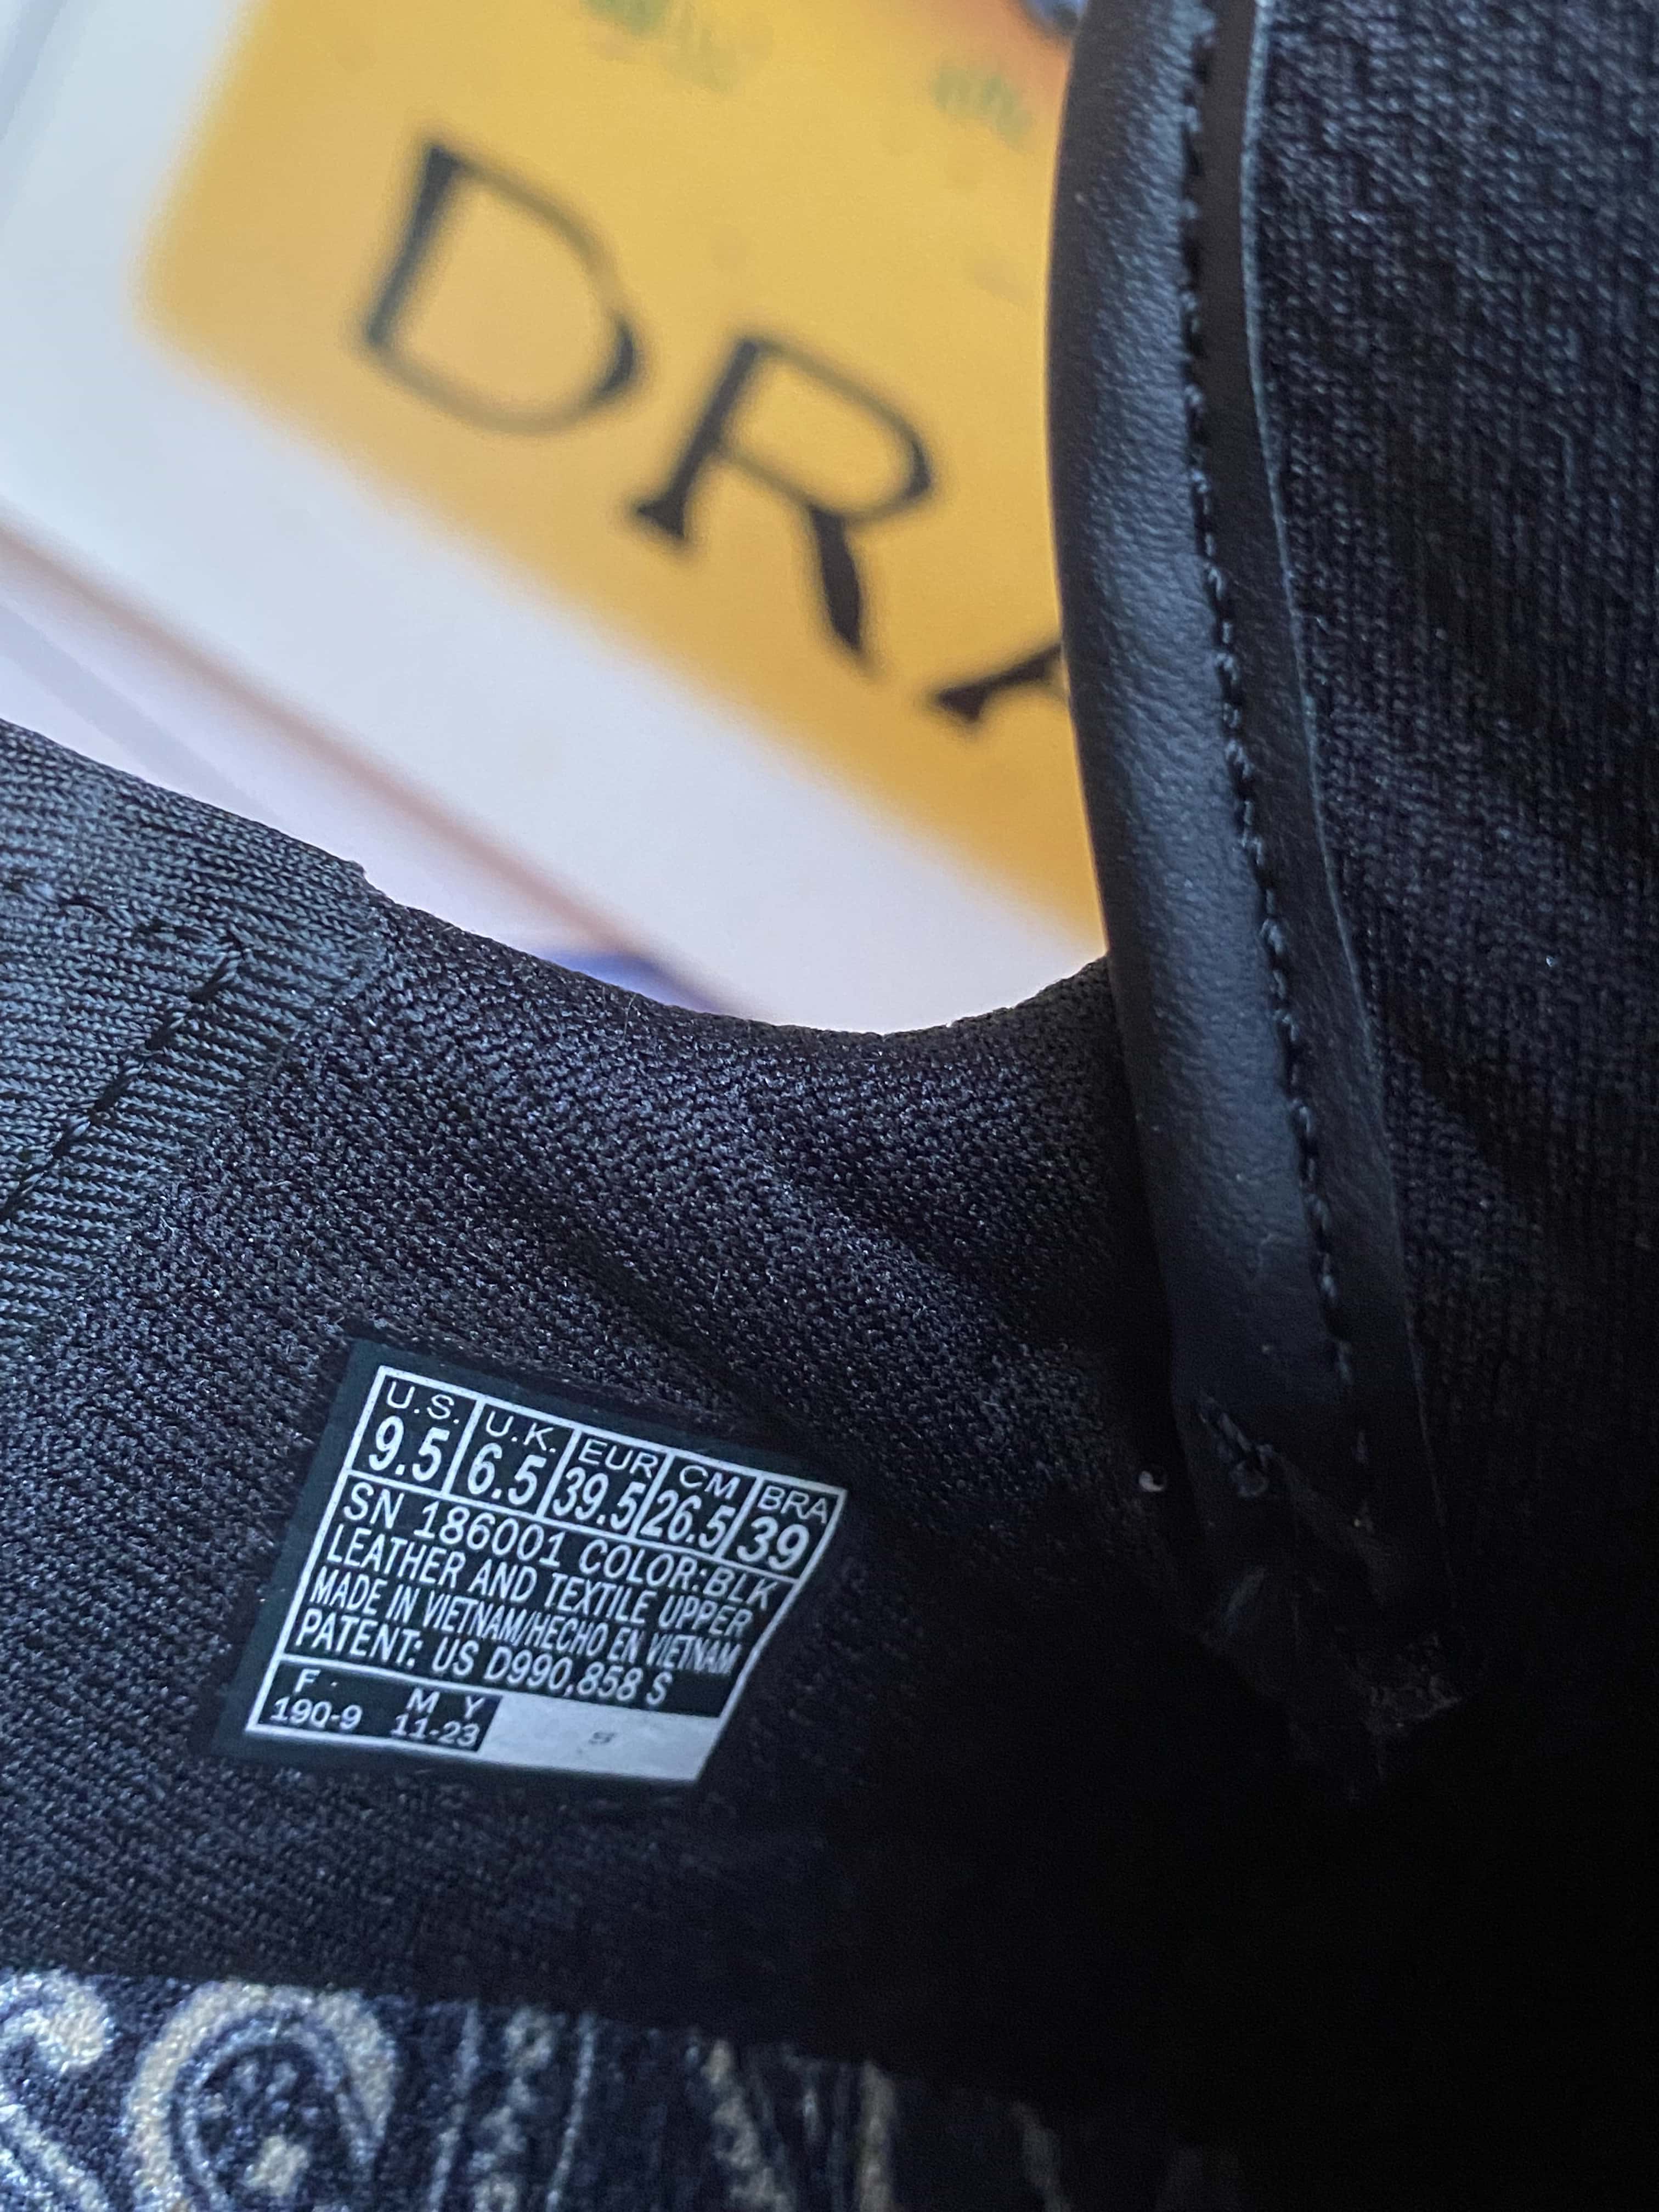 DRA
U.S. U.K. EUR CM BRA
9.5 6.5 39.5 26.5 39
SN 186001 COLOR:BLK
LEATHER AND TEXTILE UPPER
MADE IN VIETNAM/HECHO EN VIETNAM
PATENT: US D990,858 S
F M Y
190-9 11-23
S